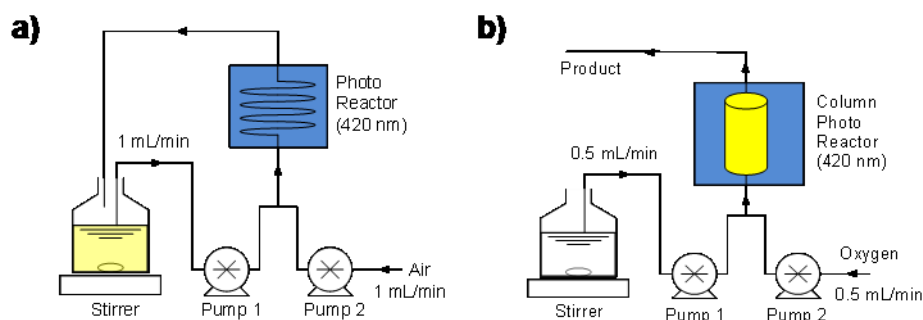 a)
Photo
Reactor
(420 nm)
1 mL/min
Air
1 mL/min
Stirrer
Pump 1
Pump 2
b)
Product
Column
Photo
Reactor
(420 nm)
0.5 mL/min
Oxygen
0.5 mL/min
Stirrer
Pump 1
Pump 2